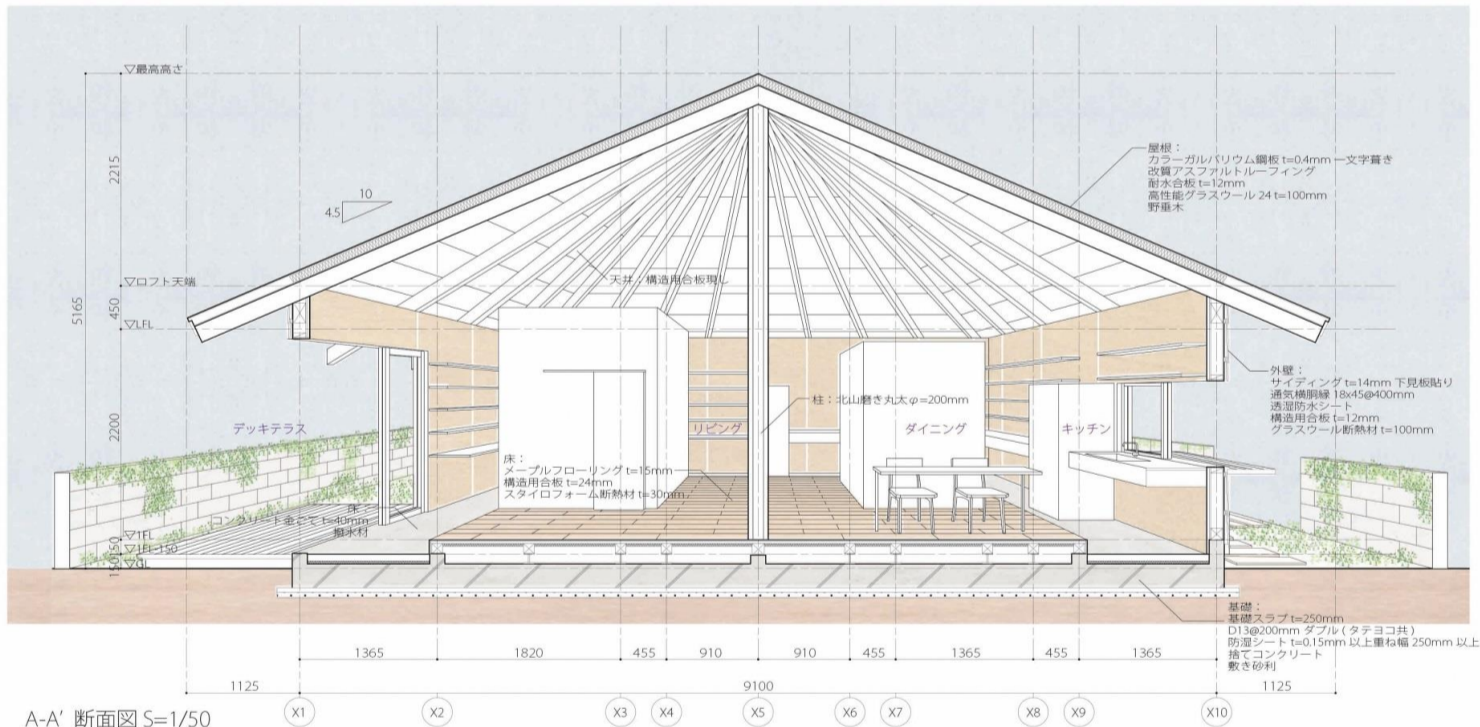 ▽最高高さ
2215
10
4.5
屋根：
カラーガルバリウム鋼板 t=0.4mm 一文字葺き
改質アスファルトルーフィング
耐水合板 t=12mm
高性能グラスウール 24 t=100mm
野垂木
天井：構造用合板現し
▽ロフト天端
5165
450
▽LFL
外壁：
サイディング t=14mm 下見板貼り
通気横胴縁 18x45@400mm
透湿防水シート
構造用合板 t=12mm
グラスウール断熱材 t=100mm
柱：北山磨き丸太 φ=200mm
2200
デッキテラス
リビング
ダイニング
キッチン
床：
メープルフローリング t=15mm
構造用合板 t=24mm
スタイロフォーム断熱材 t=30mm
床：
コンクリート金ごて t=40mm
撥水材
▽1FL
▽1FL-150
▽GL
150
150
基礎：
基礎スラブ t=250mm
D13@200mm ダブル ( タテヨコ共 )
防湿シート t=0.15mm 以上重ね幅 250mm 以上
捨てコンクリート
敷き砂利
1365 1820 455 910 910 455 1365 455 1365
1125 9100 1125
X1 X2 X3 X4 X5 X6 X7 X8 X9 X10
A-A' 断面図 S=1/50